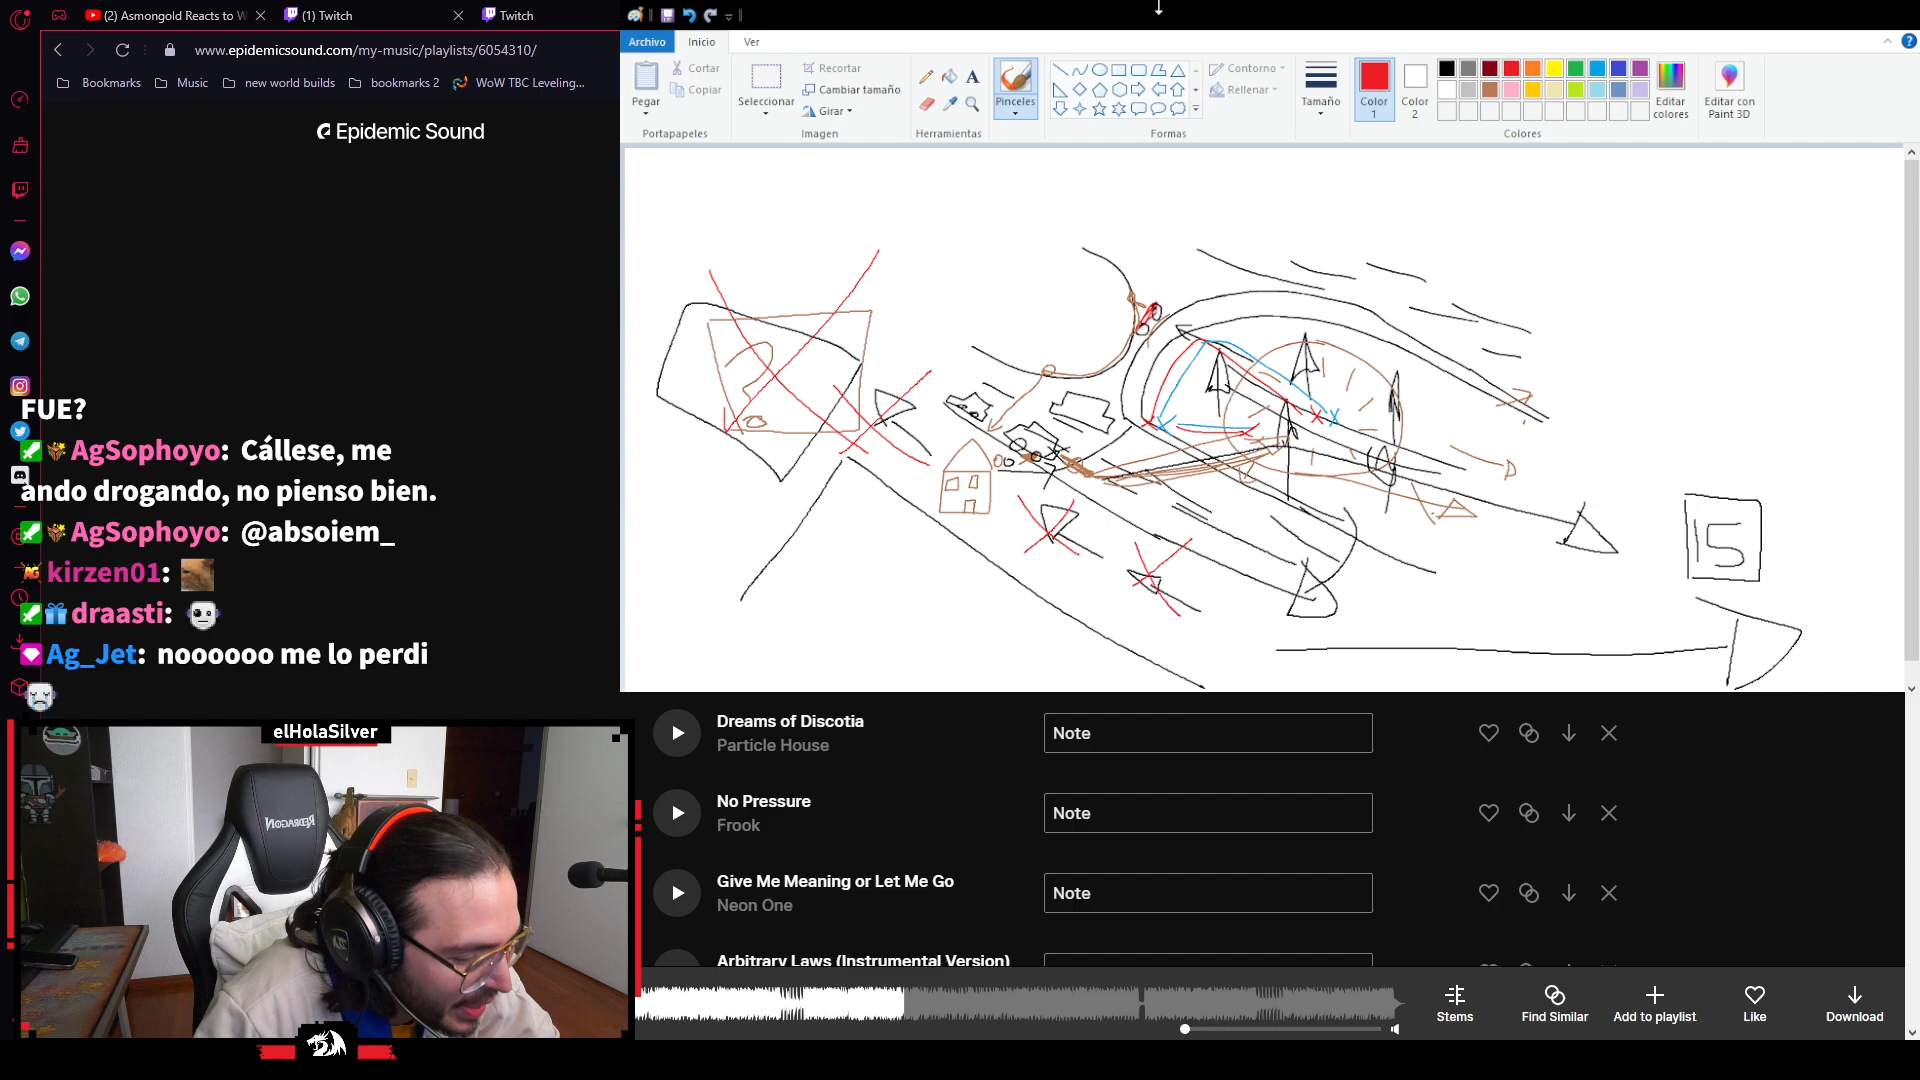 (2) Asmongold Reacts to W
(1) Twitch
Twitch
www.epidemicsound.com/my-music/playlists/6054310/
Bookmarks
Music
new world builds
bookmarks 2
WoW TBC Leveling...
Epidemic Sound
Archivo
Inicio
Ver
Pegar
Cortar
Copiar
Portapapeles
Seleccionar
Recortar
Cambiar tamaño
Girar
Imagen
A
Herramientas
Pinceles
Contorno
Rellenar
Formas
Tamaño
Color
1
Color
2
Editar
colores
Editar con
Paint 3D
Colores
15
FUE?
AgSophoyo: Cállese, me
ando drogando, no pienso bien.
AgSophoyo: @absoiem_
kirzen01:
draasti:
Ag_Jet: noooooo me lo perdi
elHolaSilver
REDRAGON
Dreams of Discotia
Particle House
Note
No Pressure
Frook
Note
Give Me Meaning or Let Me Go
Neon One
Note
Arbitrary Laws (Instrumental Version)
Stems
Find Similar
Add to playlist
Like
Download